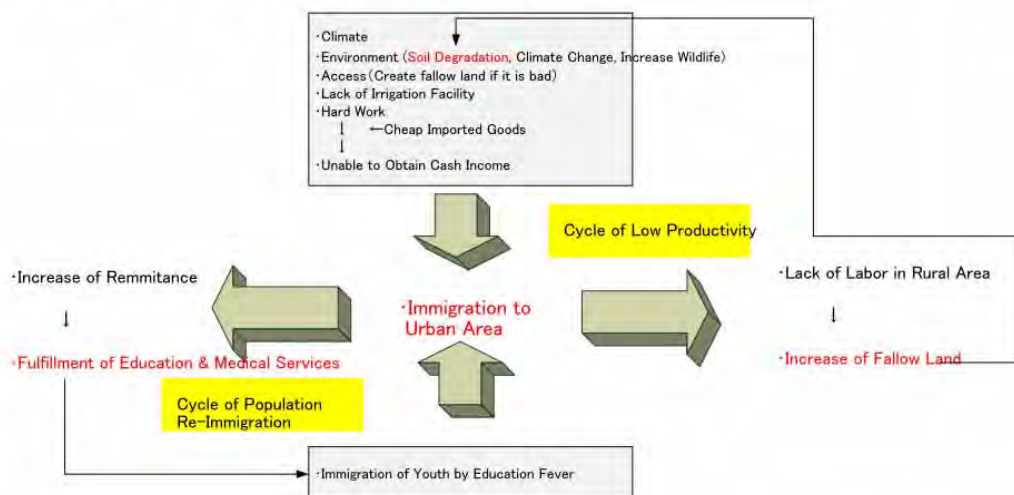 ·Climate
·Environment (Soil Degradation, Climate Change, Increase Wildlife)
·Access(Create fallow land if it is bad)
·Lack of Irrigation Facility
·Hard Work
↓ ←Cheap Imported Goods
↓
·Unable to Obtain Cash Income
Cycle of Low Productivity
·Increase of Remmitance
↓
·Fulfillment of Education & Medical Services
·Immigration to
Urban Area
·Lack of Labor in Rural Area
↓
·Increase of Fallow Land
Cycle of Population
Re-Immigration
·Immigration of Youth by Education Fever